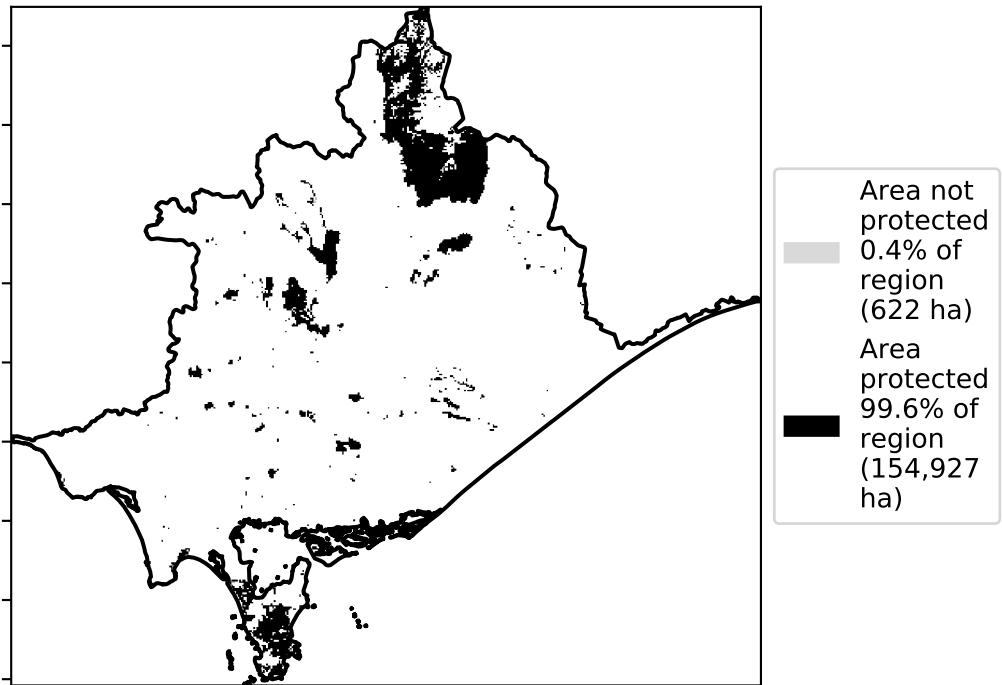 Area not
protected
0.4% of
region
(622 ha)
Area
protected
99.6% of
region
(154,927
ha)